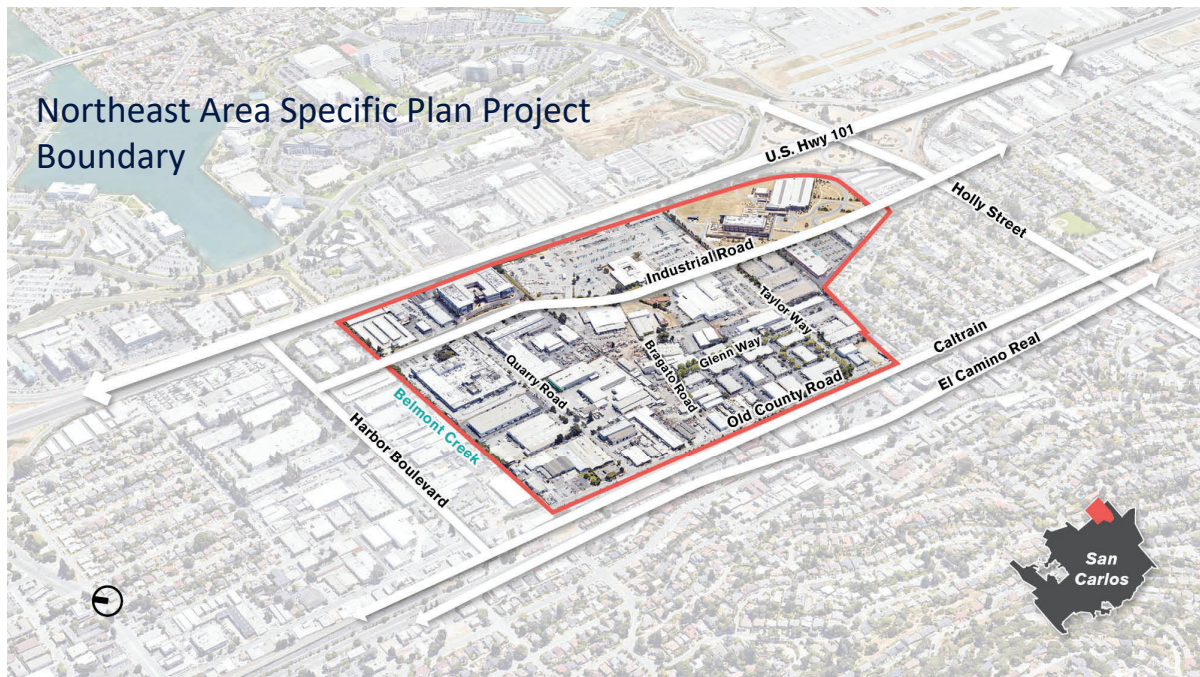 Northeast Area Specific Plan Project
Boundary
U.S. Hwy 101
Holly Street
Industrial Road
Taylor Way
Caltrain
Glenn Way
El Camino Real
Bragato Road
Quarry Road
Old County Road
Belmont Creek
Harbor Boulevard
San
Carlos